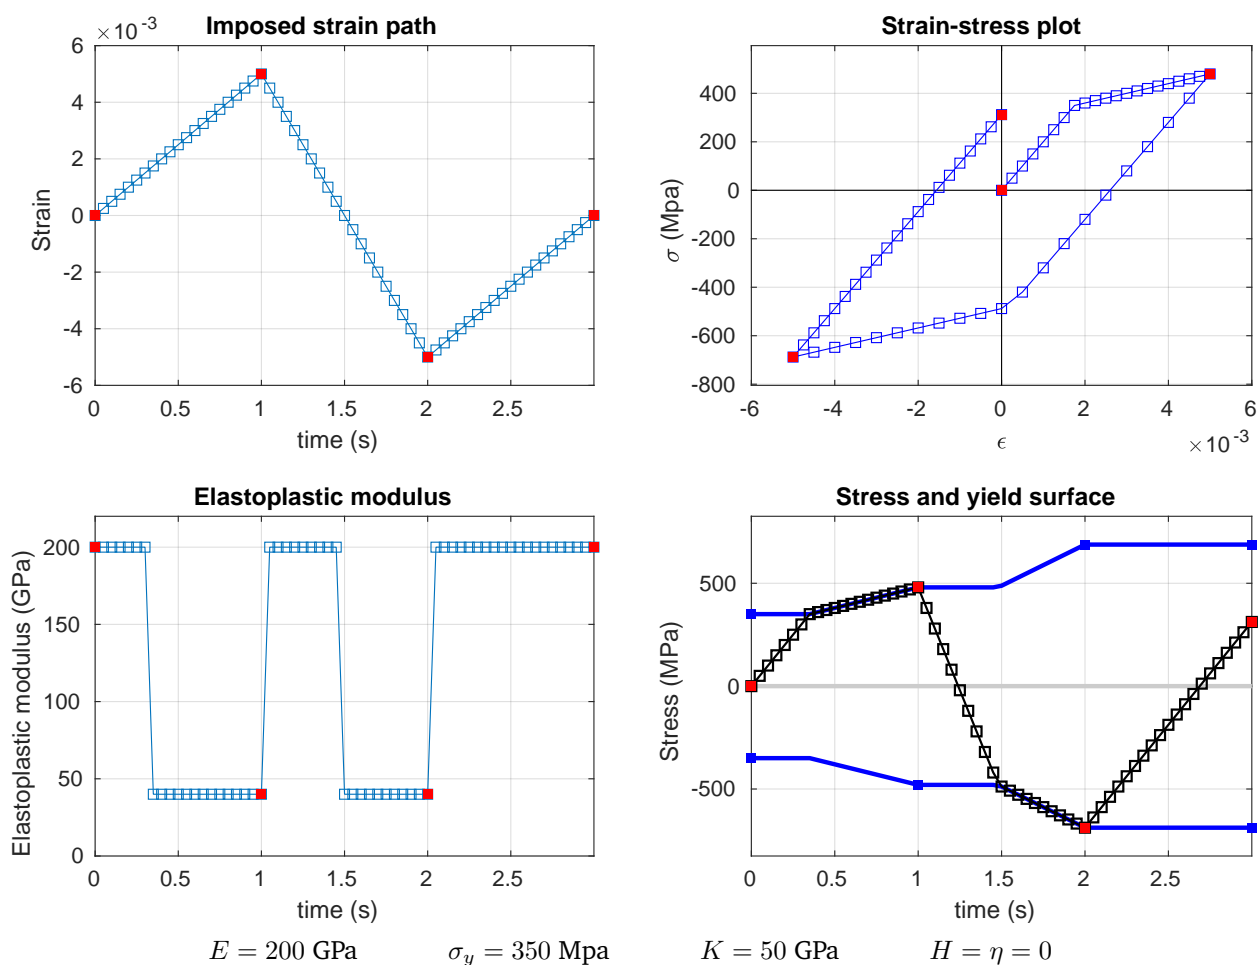 Imposed strain path
× 10^-3
6
4
2
0
-2
-4
-6
Strain
0 0.5 1 1.5 2 2.5
time (s)
Strain-stress plot
400
200
0
-200
-400
-600
-800
σ (Mpa)
-6 -4 -2 0 2 4 6
ϵ
× 10^-3
Elastoplastic modulus
200
150
100
50
0
Elastoplastic modulus (GPa)
0 0.5 1 1.5 2 2.5
time (s)
Stress and yield surface
500
0
-500
Stress (MPa)
0 0.5 1 1.5 2 2.5
time (s)
E = 200 GPa σ_y = 350 Mpa K = 50 GPa H = η = 0